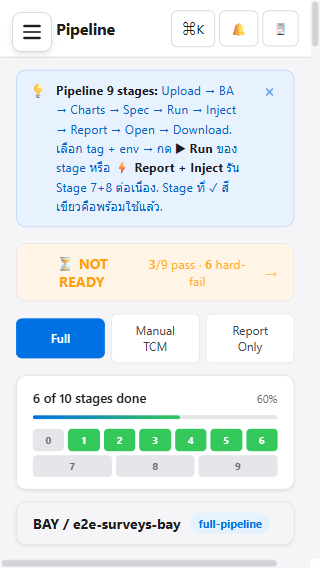 Pipeline
⌘K
Pipeline 9 stages: Upload → BA
→ Charts → Spec → Run → Inject
→ Report → Open → Download.
เลือก tag + env → กด ▶ Run ของ
stage หรือ ⚡ Report + Inject รัน
Stage 7+8 ต่อเนื่อง. Stage ที่ ✓ สี
เขียวคือพร้อมใช้แล้ว.
×
⏳ NOT
READY
3/9 pass · 6 hard-
fail
→
Full
Manual
TCM
Report
Only
6 of 10 stages done
60%
0 1 2 3 4 5 6
7 8 9
BAY / e2e-surveys-bay full-pipeline